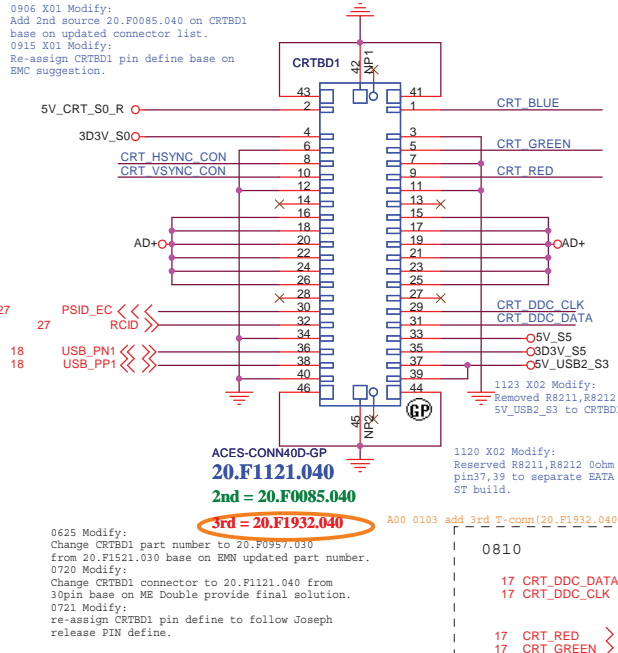 0906 X01 Modify:
Add 2nd source 20.F0085.040 on CRTBD1
base on updated connector list.
0915 X01 Modify:
Re-assign CRTBD1 pin define base on
EMC suggestion.
CRTBD1
42
NP1
43
41
5V_CRT_S0_R
2
1
CRT_BLUE
3D3V_S0
4
3
6
5
CRT_GREEN
CRT_HSYNC_CON
8
7
CRT_VSYNC_CON
10
9
CRT_RED
12
11
14
13
16
15
18
17
AD+
20
19
AD+
22
21
24
23
26
25
28
27
27
PSID_EC
30
29
CRT_DDC_CLK
27
RCID
32
31
CRT_DDC_DATA
34
33
5V_S5
18
USB_PN1
36
35
3D3V_S5
18
USB_PP1
38
37
5V_USB2_S3
40
39
46
44
45
NP2
GP
1123 X02 Modify:
Removed R8211,R8212
5V_USB2_S3 to CRTBD
ACES-CONN40D-GP
20.F1121.040
2nd = 20.F0085.040
3rd = 20.F1932.040
1120 X02 Modify:
Reserved R8211,R8212 0ohm
pin37,39 to separate EATA
ST build.
A00 0103 add 3rd T-conn(20.F1932.040
0625 Modify:
Change CRTBD1 part number to 20.F0957.030
from 20.F1521.030 base on EMN updated part number.
0720 Modify:
Change CRTBD1 connector to 20.F1121.040 from
30pin base on ME Double provide final solution.
0721 Modify:
re-assign CRTBD1 pin define to follow Joseph
release PIN define.
0810
17 CRT_DDC_DATA
17 CRT_DDC_CLK
17 CRT_RED
17 CRT_GREEN